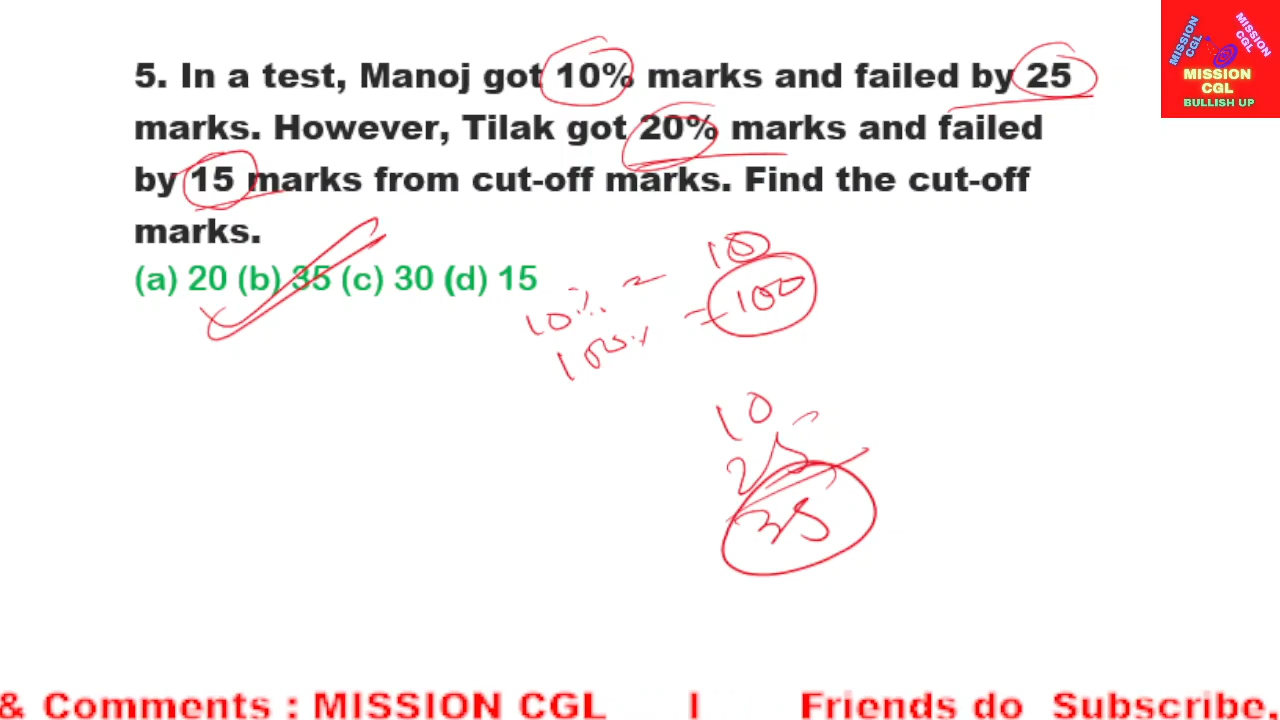 MISSION CGL
MISSION CGL
MISSION
CGL
BULLISH UP
5. In a test, Manoj got 10% marks and failed by 25
marks. However, Tilak got 20% marks and failed
by 15 marks from cut-off marks. Find the cut-off
marks.
(a) 20 (b) 35 (c) 30 (d) 15
10% = 10
100% = 100
10
25
35
& Comments : MISSION CGL | Friends do Subscribe.